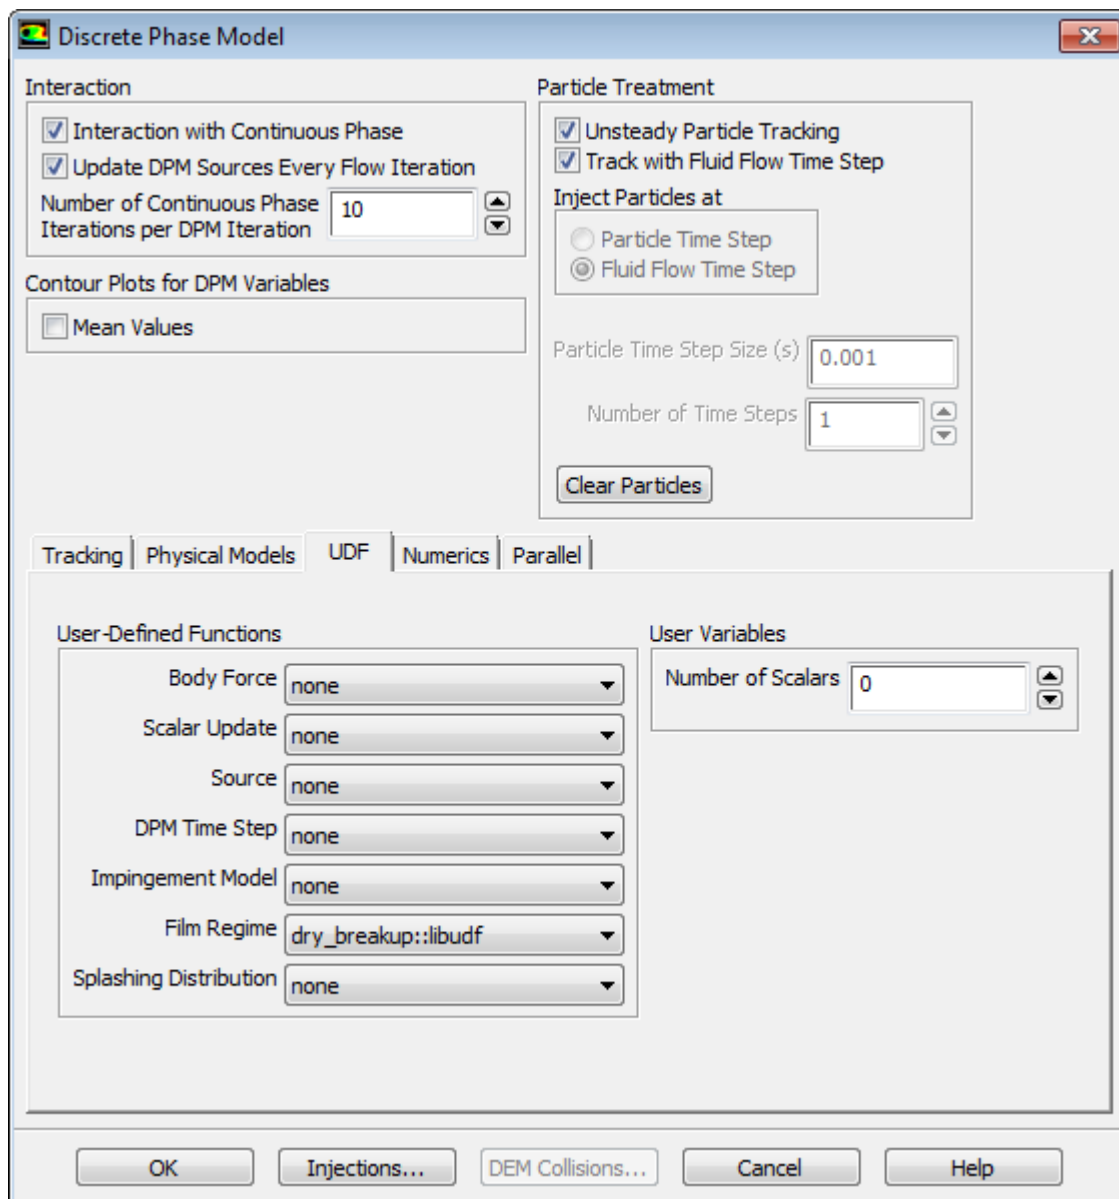 Discrete Phase Model
Interaction
Interaction with Continuous Phase
Update DPM Sources Every Flow Iteration
Number of Continuous Phase
Iterations per DPM Iteration
10
Contour Plots for DPM Variables
Mean Values
Particle Treatment
Unsteady Particle Tracking
Track with Fluid Flow Time Step
Inject Particles at
Particle Time Step
Fluid Flow Time Step
Particle Time Step Size (s) 0.001
Number of Time Steps 1
Clear Particles
Tracking Physical Models UDF Numerics Parallel
User-Defined Functions
Body Force none
Scalar Update none
Source none
DPM Time Step none
Impingement Model none
Film Regime dry_breakup::libudf
Splashing Distribution none
User Variables
Number of Scalars 0
OK Injections... DEM Collisions... Cancel Help